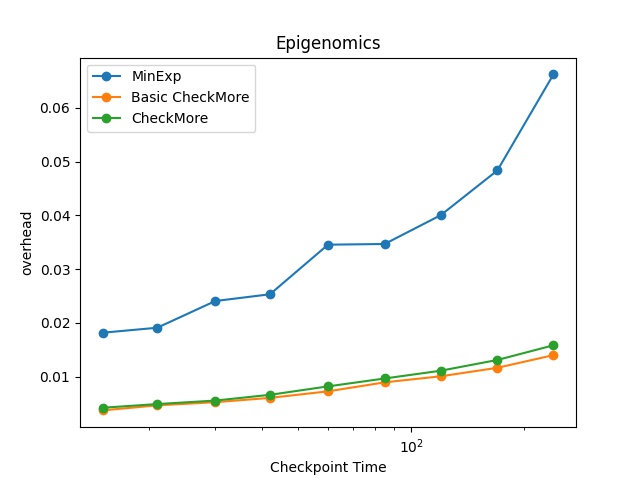 Epigenomics
MinExp
Basic CheckMore
CheckMore
0.06
0.05
0.04
0.03
0.02
0.01
overhead
10²
Checkpoint Time